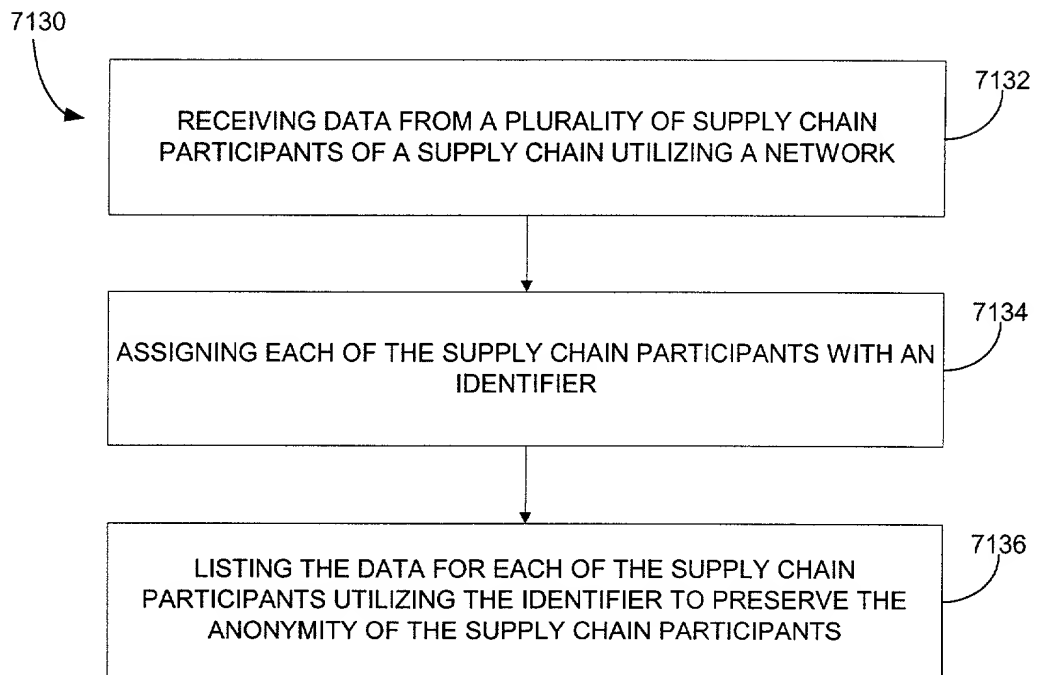 7130
7132
RECEIVING DATA FROM A PLURALITY OF SUPPLY CHAIN
PARTICIPANTS OF A SUPPLY CHAIN UTILIZING A NETWORK
7134
ASSIGNING EACH OF THE SUPPLY CHAIN PARTICIPANTS WITH AN
IDENTIFIER
7136
LISTING THE DATA FOR EACH OF THE SUPPLY CHAIN
PARTICIPANTS UTILIZING THE IDENTIFIER TO PRESERVE THE
ANONYMITY OF THE SUPPLY CHAIN PARTICIPANTS